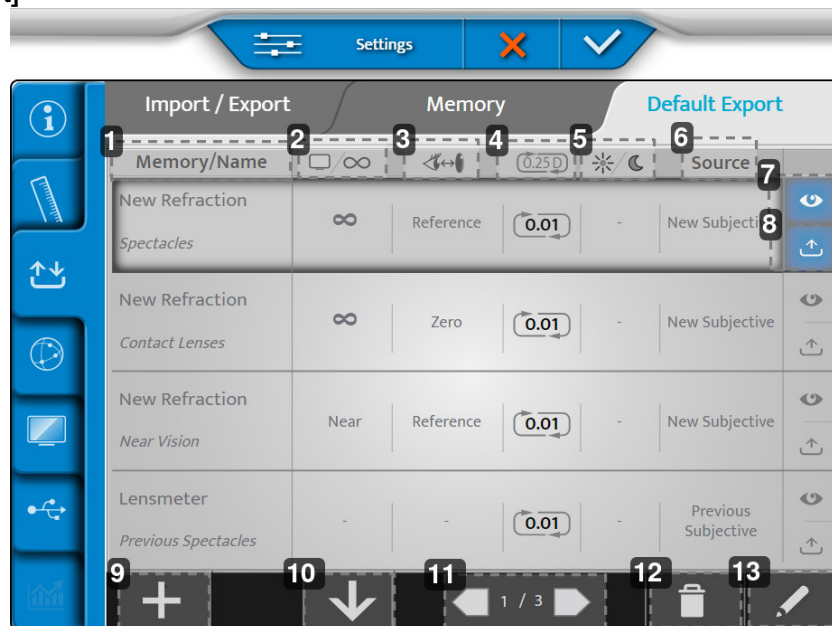 Settings
Import / Export Memory Default Export
1 2 3 4 5 6
Memory/Name 0.25 D Source
7
New Refraction
∞ Reference 0.01 - New Subjecti
8
Spectacles
New Refraction
∞ Zero 0.01 - New Subjective
Contact Lenses
New Refraction
Near Reference 0.01 - New Subjective
Near Vision
Lensmeter
- - 0.01 - Previous
Subjective
Previous Spectacles
9 10 11 12 13
1 / 3